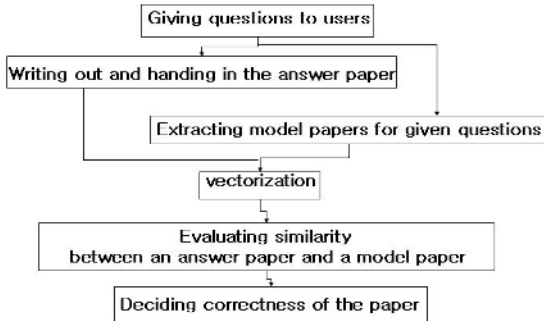 Giving questions to users
Writing out and handing in the answer paper
Extracting model papers for given questions
vectorization
Evaluating similarity
between an answer paper and a model paper
Deciding correctness of the paper